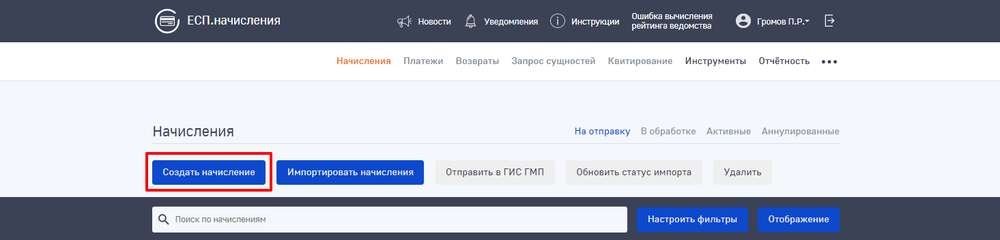 ЕСП.начисления
Новости
Уведомления
Инструкции
Ошибка вычисления
рейтинга ведомства
Громов П.Р.
Начисления
Платежи
Возвраты
Запрос сущностей
Квитирование
Инструменты
Отчётность
Начисления
На отправку
В обработке
Активные
Аннулированные
Создать начисление
Импортировать начисления
Отправить в ГИС ГМП
Обновить статус импорта
Удалить
Поиск по начислениям
Настроить фильтры
Отображение